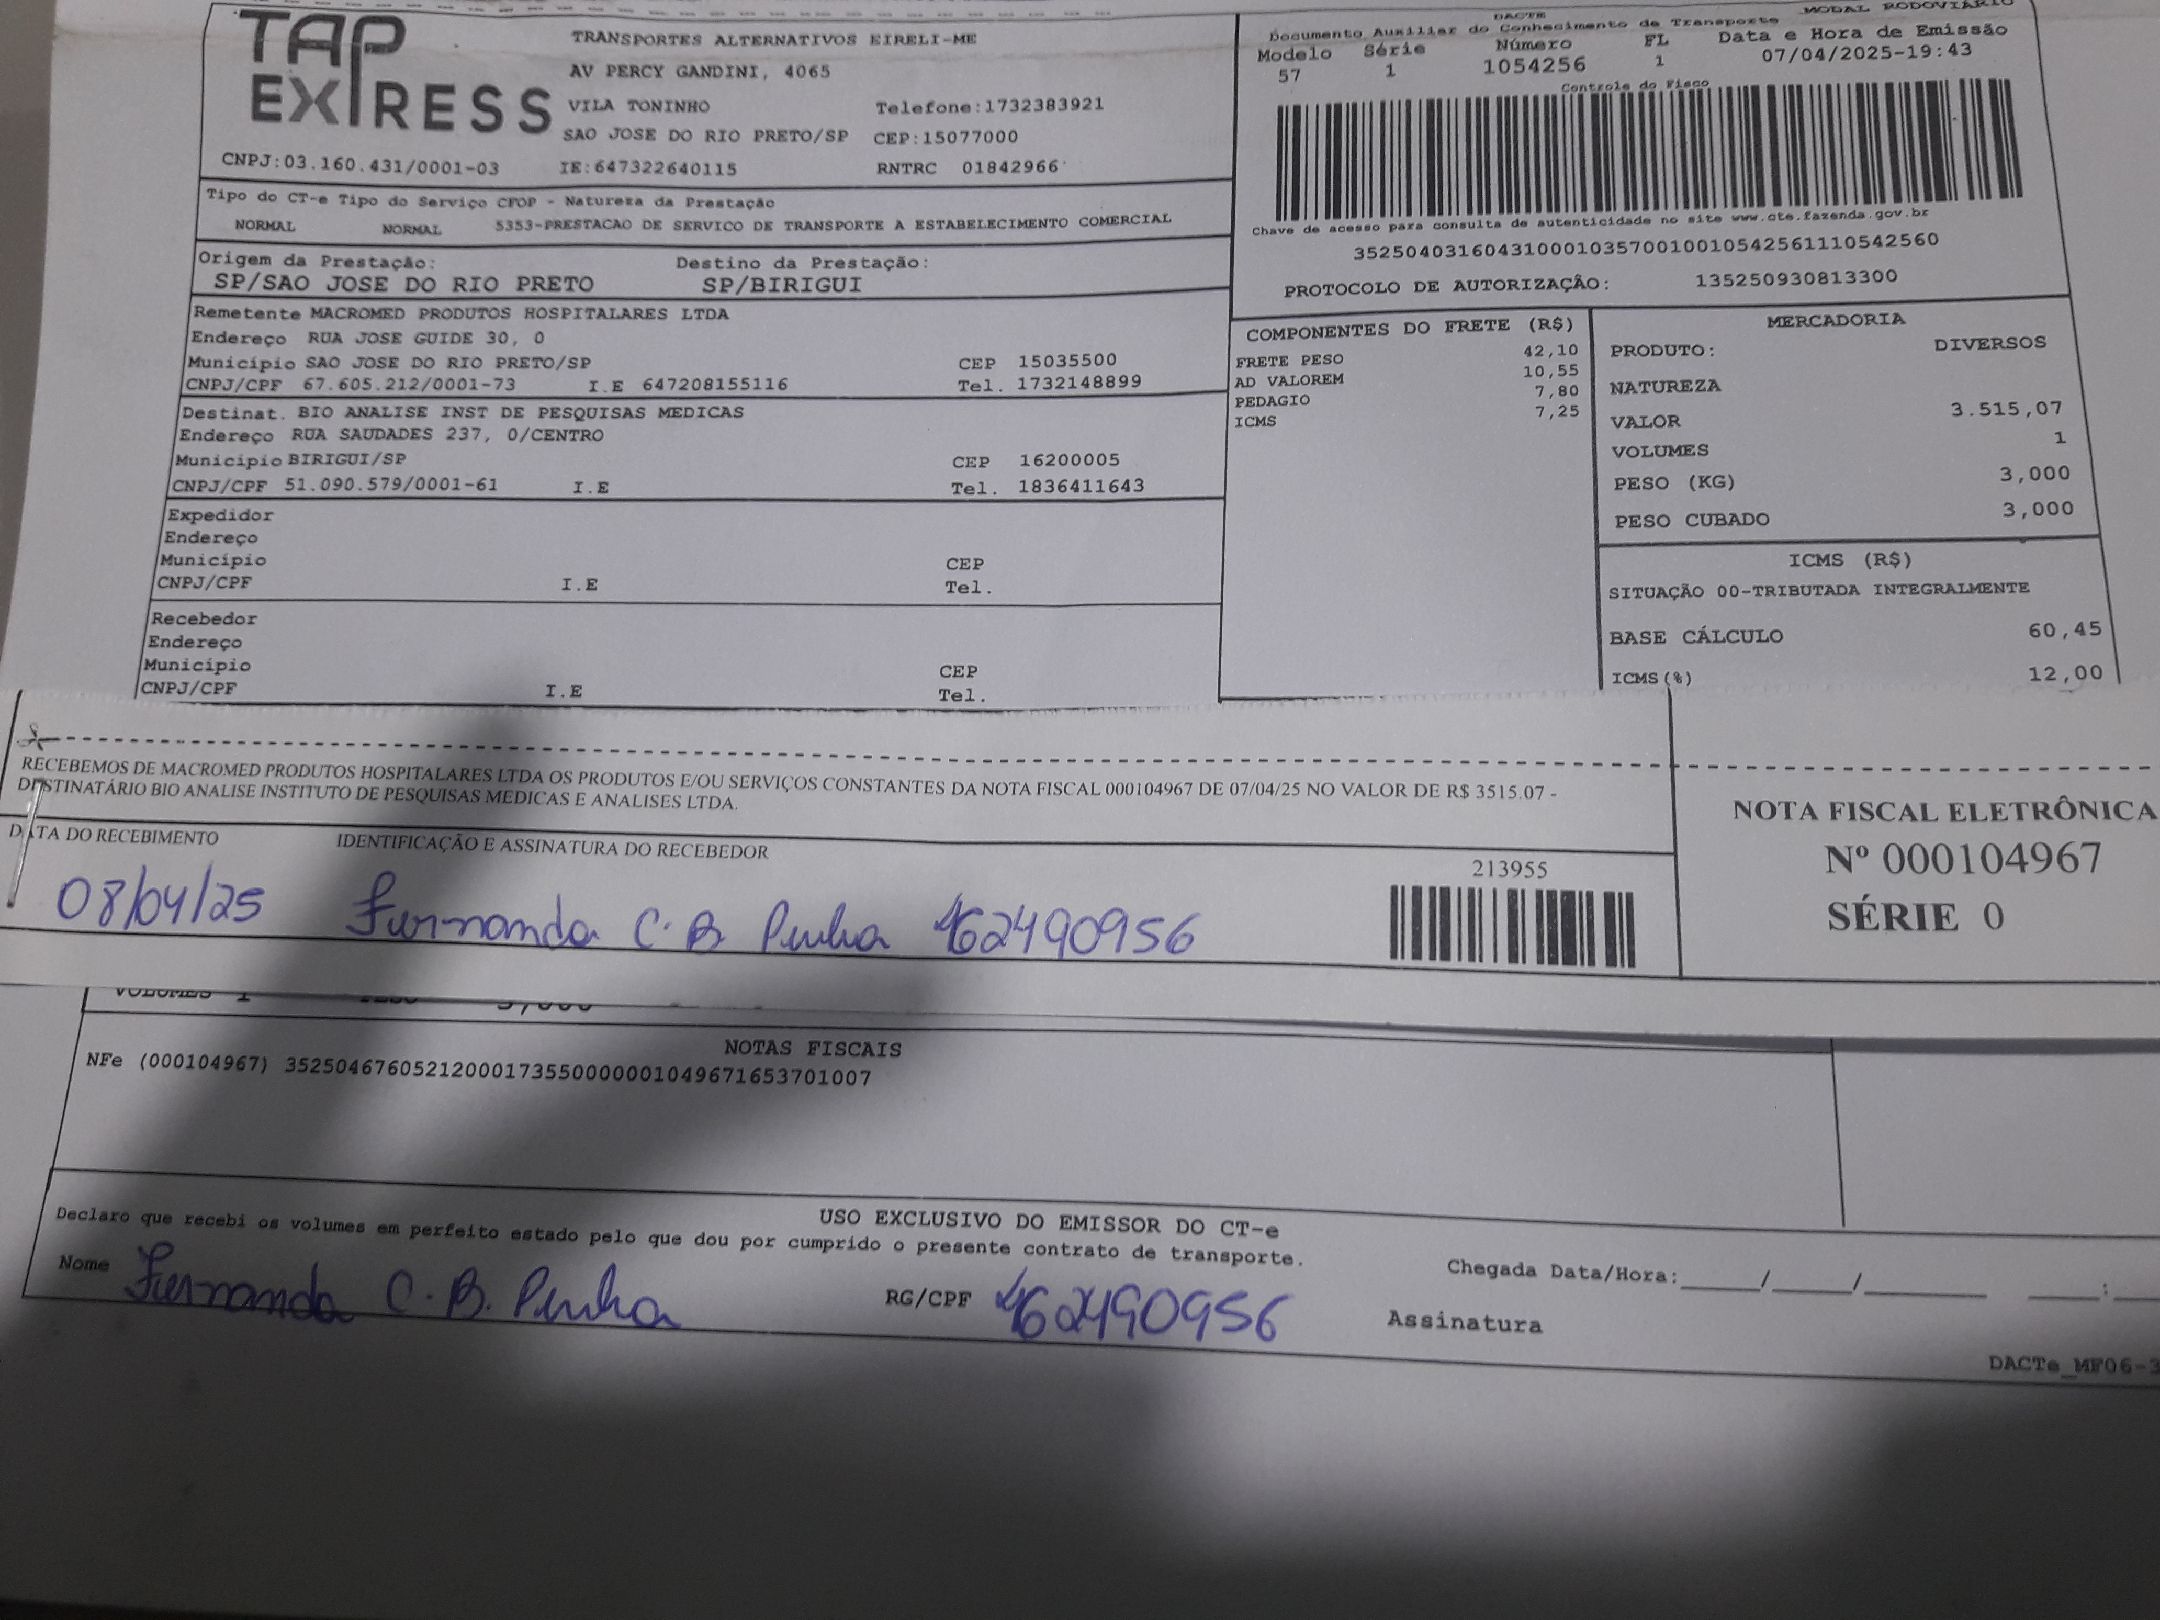 TAP EXPRESS
TRANSPORTES ALTERNATIVOS EIRELI-ME
AV PERCY GANDINI, 4065
VILA TONINHO Telefone:1732383921
SAO JOSE DO RIO PRETO/SP CEP:15077000
CNPJ:03.160.431/0001-03 IE:647322640115 RNTRC 01842966
DACTE MODAL RODOVIÁRIO
Documento Auxiliar do Conhecimento de Transporte
Modelo Série Número FL Data e Hora de Emissão
57 1 1054256 1 07/04/2025-19:43
Controle do Fisco
Chave de acesso para consulta de autenticidade no site www.cte.fazenda.gov.br
35250403160431000103570010010542561110542560
PROTOCOLO DE AUTORIZAÇÃO: 135250930813300
Tipo do CT-e Tipo do Serviço CFOP - Natureza da Prestação
NORMAL NORMAL 5353-PRESTACAO DE SERVICO DE TRANSPORTE A ESTABELECIMENTO COMERCIAL
Origem da Prestação: Destino da Prestação:
SP/SAO JOSE DO RIO PRETO SP/BIRIGUI
Remetente MACROMED PRODUTOS HOSPITALARES LTDA
Endereço RUA JOSE GUIDE 30, 0
Município SAO JOSE DO RIO PRETO/SP CEP 15035500
CNPJ/CPF 67.605.212/0001-73 I.E 647208155116 Tel. 1732148899
Destinat. BIO ANALISE INST DE PESQUISAS MEDICAS
Endereço RUA SAUDADES 237, 0/CENTRO
Município BIRIGUI/SP CEP 16200005
CNPJ/CPF 51.090.579/0001-61 I.E Tel. 1836411643
Expedidor
Endereço
Município CEP
CNPJ/CPF I.E Tel.
Recebedor
Endereço
Município CEP
CNPJ/CPF I.E Tel.
COMPONENTES DO FRETE (R$)
FRETE PESO 42,10
AD VALOREM 10,55
PEDAGIO 7,80
ICMS 7,25
MERCADORIA
PRODUTO: DIVERSOS
NATUREZA
VALOR 3.515,07
VOLUMES 1
PESO (KG) 3,000
PESO CUBADO 3,000
ICMS (R$)
SITUAÇÃO 00-TRIBUTADA INTEGRALMENTE
BASE CÁLCULO 60,45
ICMS(%) 12,00
RECEBEMOS DE MACROMED PRODUTOS HOSPITALARES LTDA OS PRODUTOS E/OU SERVIÇOS CONSTANTES DA NOTA FISCAL 000104967 DE 07/04/25 NO VALOR DE R$ 3515.07 -
DESTINATÁRIO BIO ANALISE INSTITUTO DE PESQUISAS MEDICAS E ANALISES LTDA.
DATA DO RECEBIMENTO IDENTIFICAÇÃO E ASSINATURA DO RECEBEDOR
08/04/25 Fernanda C. B. Penha 462490956
213955
NOTA FISCAL ELETRÔNICA
Nº 000104967
SÉRIE 0
VOLUMES 1 PESO 3,000
NOTAS FISCAIS
NFe (000104967) 35250467605212000173550000001049671653701007
USO EXCLUSIVO DO EMISSOR DO CT-e
Declaro que recebi os volumes em perfeito estado pelo que dou por cumprido o presente contrato de transporte.
Nome Fernanda C. B. Penha RG/CPF 462490956
Chegada Data/Hora:_____/_____/_______ ____:
Assinatura
DACTe_MF06-3